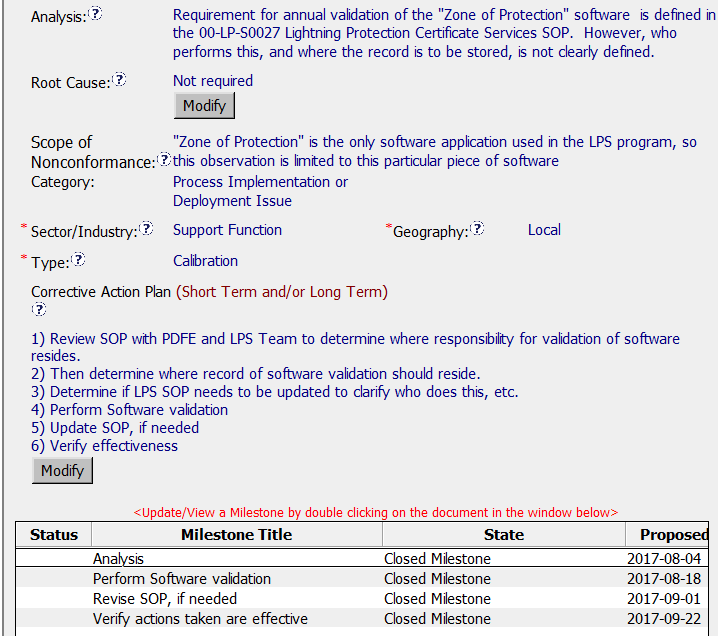 Analysis: ? Requirement for annual validation of the "Zone of Protection" software is defined in
the 00-LP-S0027 Lightning Protection Certificate Services SOP. However, who
performs this, and where the record is to be stored, is not clearly defined.
Root Cause: ? Not required
Modify
Scope of "Zone of Protection" is the only software application used in the LPS program, so
Nonconformance: ? this observation is limited to this particular piece of software
Category: Process Implementation or
Deployment Issue
* Sector/Industry: ? Support Function * Geography: ? Local
* Type: ? Calibration
Corrective Action Plan (Short Term and/or Long Term)
?
1) Review SOP with PDFE and LPS Team to determine where responsibility for validation of software
resides.
2) Then determine where record of software validation should reside.
3) Determine if LPS SOP needs to be updated to clarify who does this, etc.
4) Perform Software validation
5) Update SOP, if needed
6) Verify effectiveness
Modify
<Update/View a Milestone by double clicking on the document in the window below>
Status Milestone Title State Proposed
Analysis Closed Milestone 2017-08-04
Perform Software validation Closed Milestone 2017-08-18
Revise SOP, if needed Closed Milestone 2017-09-01
Verify actions taken are effective Closed Milestone 2017-09-22